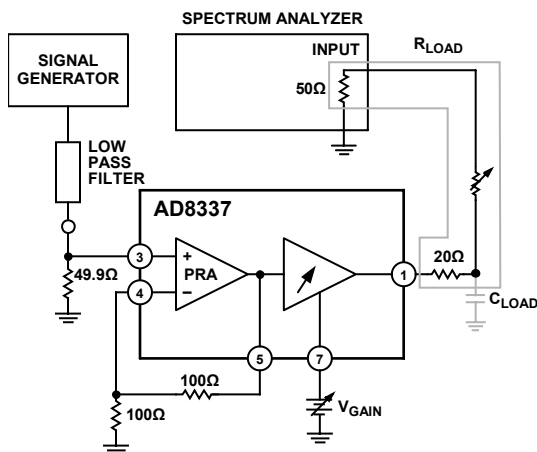 SPECTRUM ANALYZER
SIGNAL
GENERATOR
INPUT
RLOAD
50Ω
LOW
PASS
FILTER
AD8337
3
+
PRA
1
20Ω
49.9Ω
4
−
CLOAD
5
7
100Ω
100Ω
VGAIN